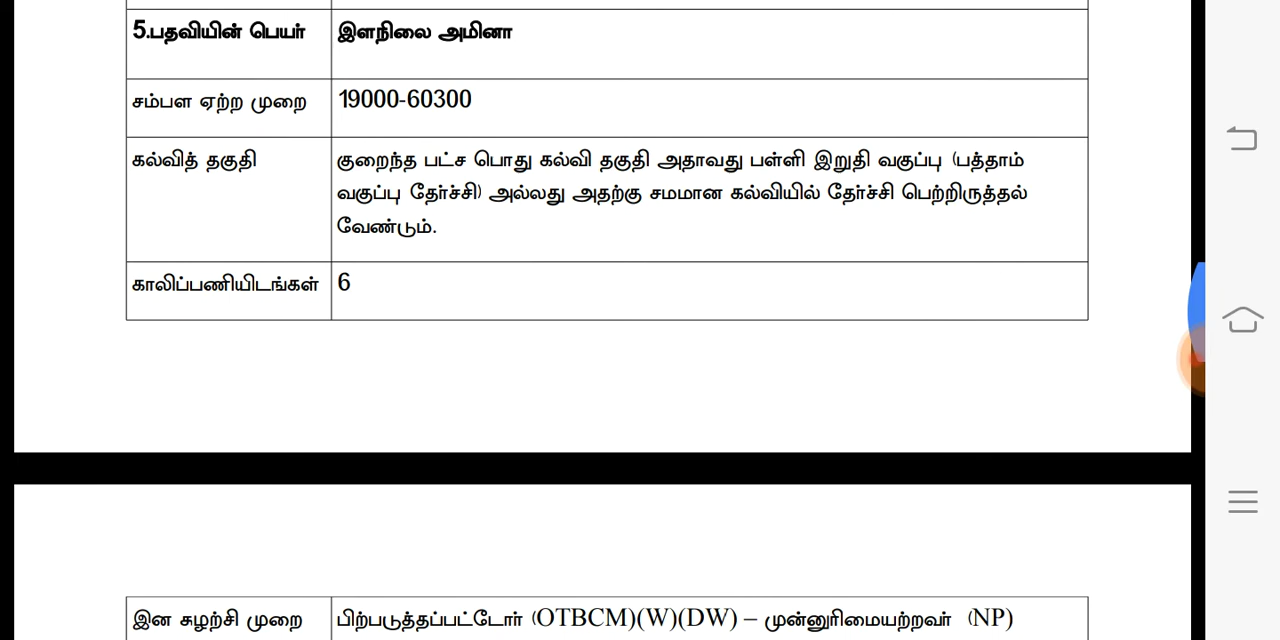 5.பதவியின் பெயர் இளநிலை அமினா
சம்பள ஏற்ற முறை 19000-60300
கல்வித் தகுதி குறைந்த பட்ச பொது கல்வி தகுதி அதாவது பள்ளி இறுதி வகுப்பு (பத்தாம்
வகுப்பு தேர்ச்சி) அல்லது அதற்கு சமமான கல்வியில் தேர்ச்சி பெற்றிருத்தல்
வேண்டும்.
காலிப்பணியிடங்கள் 6
இன சுழற்சி முறை பிற்படுத்தப்பட்டோர் (OTBCM)(W)(DW) – முன்னுரிமையற்றவர் (NP)